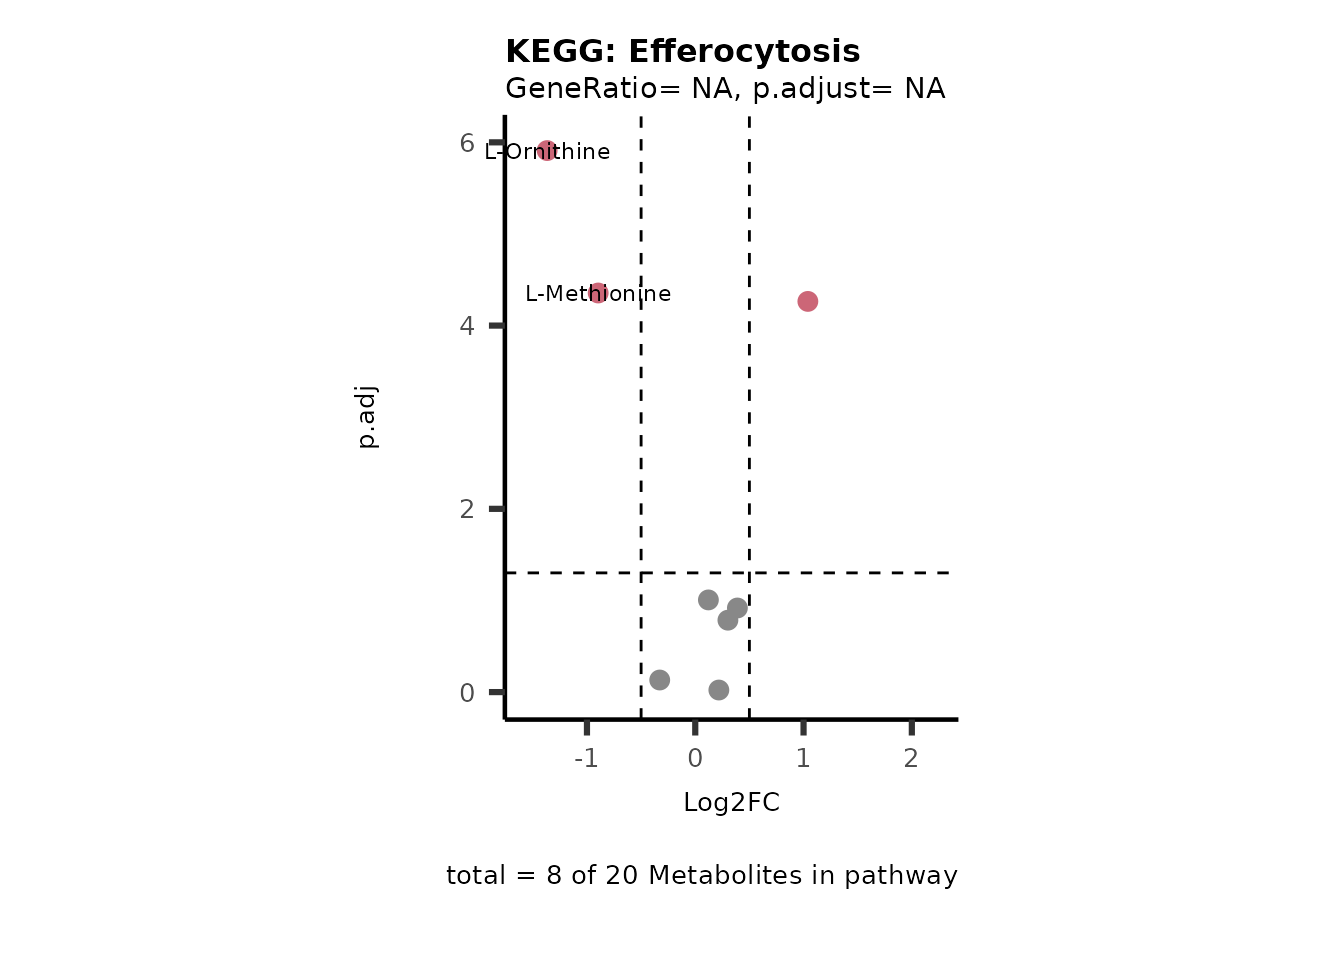 KEGG: Efferocytosis
GeneRatio= NA, p.adjust= NA
6
L-Ornithine
L-Methionine
4
p.adj
2
0
-1 0 1 2
Log2FC
total = 8 of 20 Metabolites in pathway